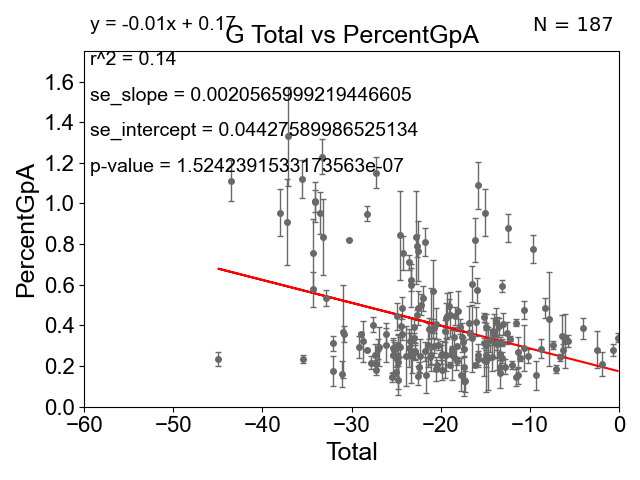 y = -0.01x + 0.17
N = 187
G Total vs PercentGpA
r^2 = 0.14
se_slope = 0.0020565999219446605
se_intercept = 0.04427589986525134
p-value = 1.5242391533173563e-07
PercentGpA
1.6
1.4
1.2
1.0
0.8
0.6
0.4
0.2
0.0
−60 −50 −40 −30 −20 −10 0
Total